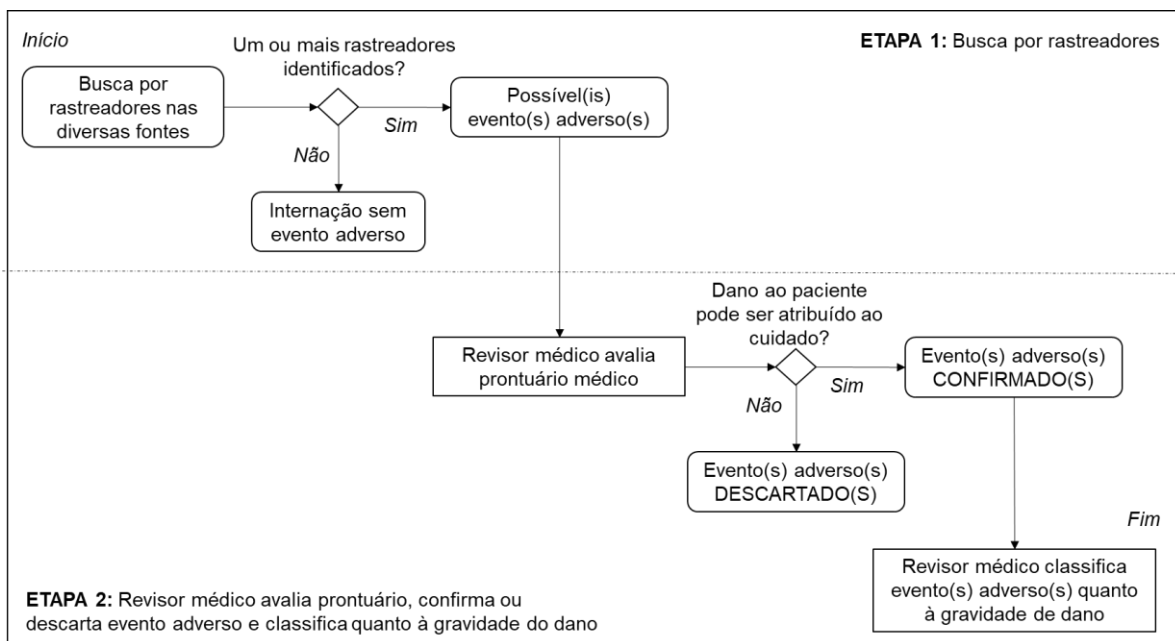 Início
Um ou mais rastreadores
identificados?
ETAPA 1: Busca por rastreadores
Busca por
rastreadores nas
diversas fontes
Sim
Possível(is)
evento(s) adverso(s)
Não
Internação sem
evento adverso
Dano ao paciente
pode ser atribuído ao
cuidado?
Revisor médico avalia
prontuário médico
Sim
Evento(s) adverso(s)
CONFIRMADO(S)
Não
Evento(s) adverso(s)
DESCARTADO(S)
Fim
Revisor médico classifica
evento(s) adverso(s) quanto
à gravidade de dano
ETAPA 2: Revisor médico avalia prontuário, confirma ou
descarta evento adverso e classifica quanto à gravidade do dano